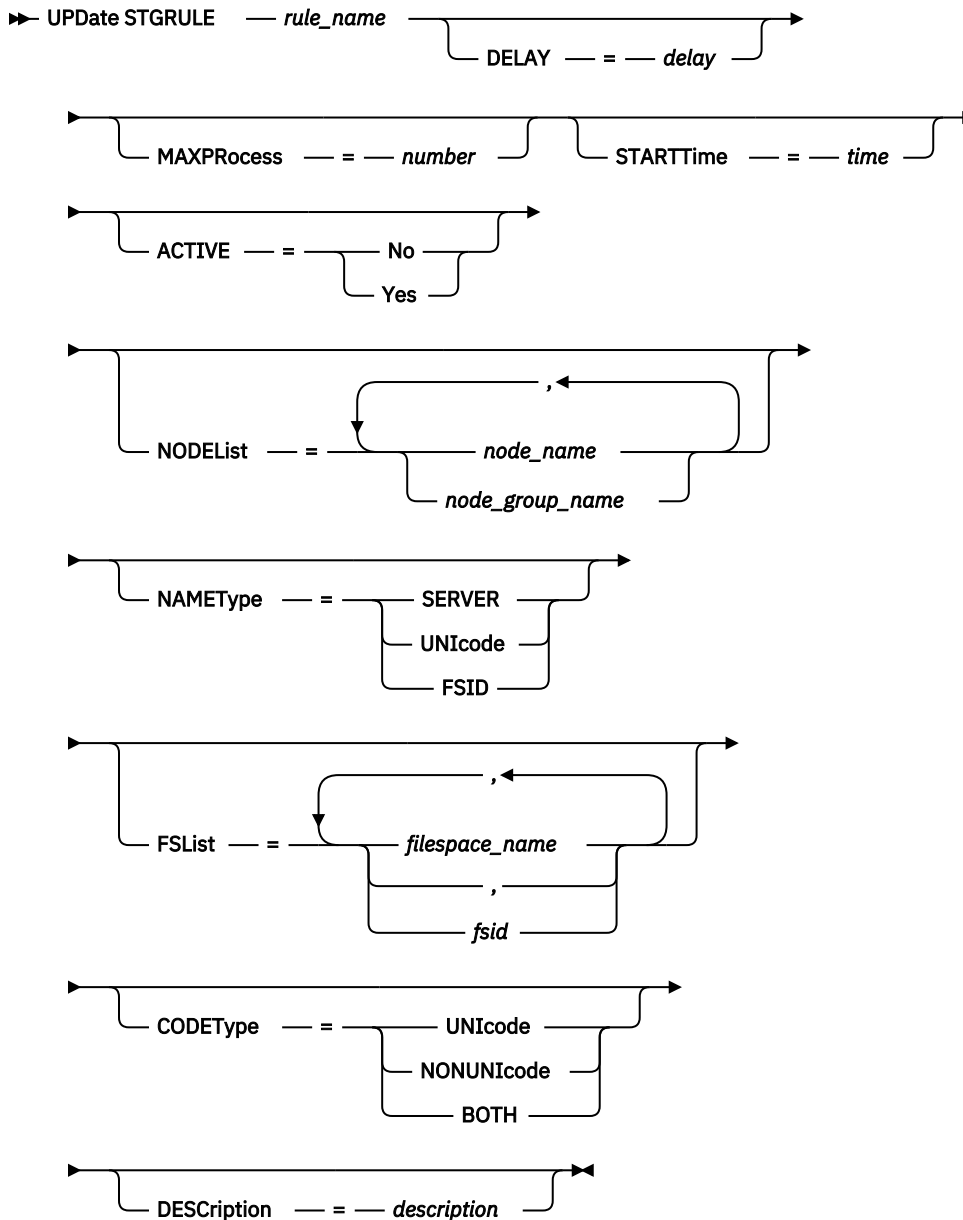 UPDate STGRULE rule_name
DELAY = delay
MAXPRocess = number STARTTime = time
ACTIVE = No
Yes
,
NODEList = node_name
node_group_name
NAMEType = SERVER
UNIcode
FSID
,
FSList = filespace_name
,
fsid
CODEType = UNIcode
NONUNIcode
BOTH
DESCription = description